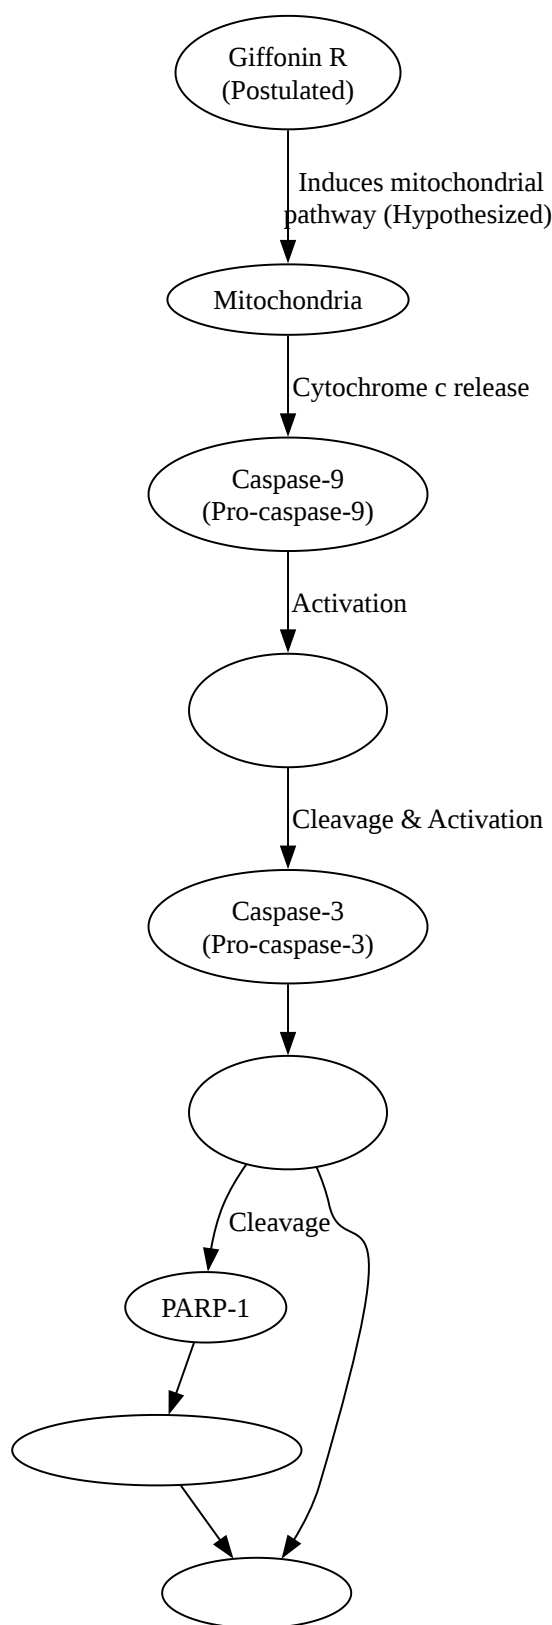 Giffonin R
(Postulated)
Induces mitochondrial
pathway (Hypothesized)
Mitochondria
Cytochrome c release
Caspase-9
(Pro-caspase-9)
Activation
Cleavage & Activation
Caspase-3
(Pro-caspase-3)
Cleavage
PARP-1